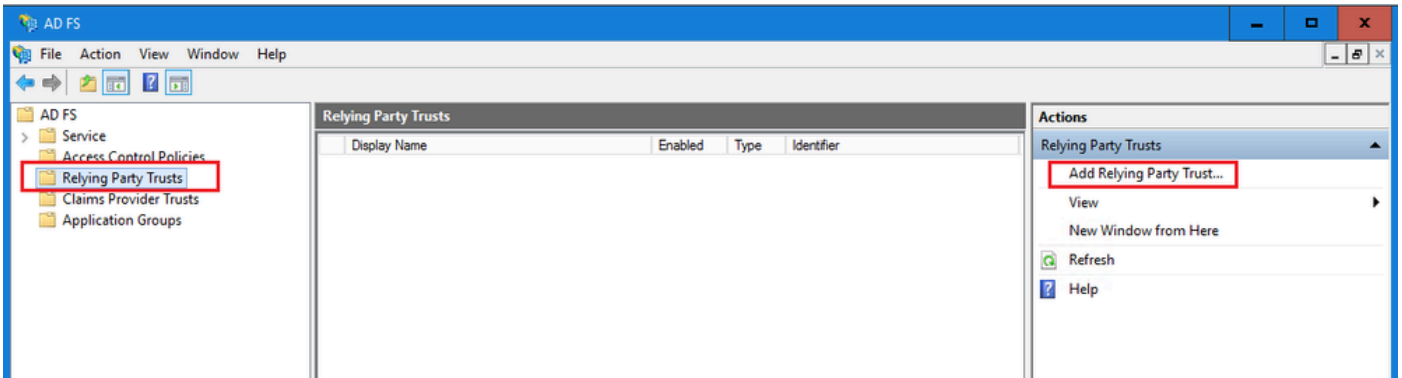 AD FS
File Action View Window Help
AD FS
Service
Access Control Policies
Relying Party Trusts
Claims Provider Trusts
Application Groups
Relying Party Trusts
Display Name Enabled Type Identifier
Actions
Relying Party Trusts
Add Relying Party Trust...
View
New Window from Here
Refresh
Help